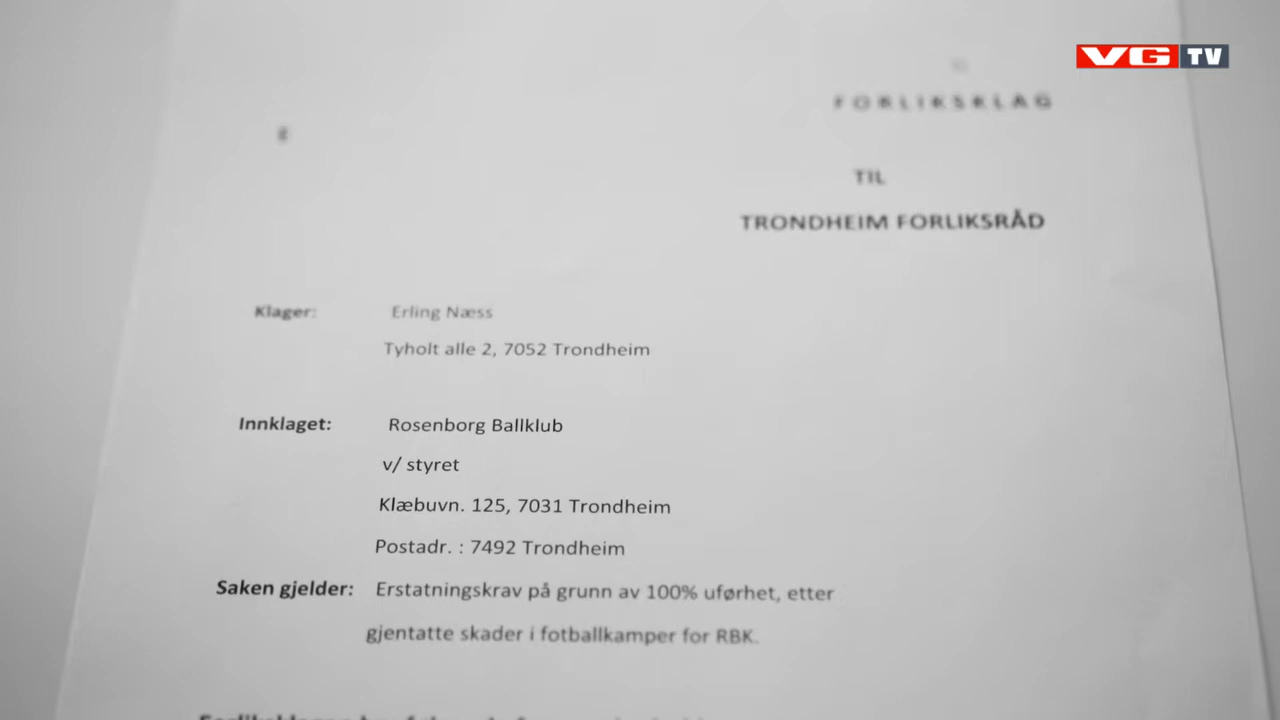 VG TV
FORLIKSKLAG
TIL
TRONDHEIM FORLIKSRÅD
Klager: Erling Næss
Tyholt alle 2, 7052 Trondheim
Innklaget: Rosenborg Ballklub
v/ styret
Klæbuvn. 125, 7031 Trondheim
Postadr. : 7492 Trondheim
Saken gjelder: Erstatningskrav på grunn av 100% uførhet, etter
gjentatte skader i fotballkamper for RBK.